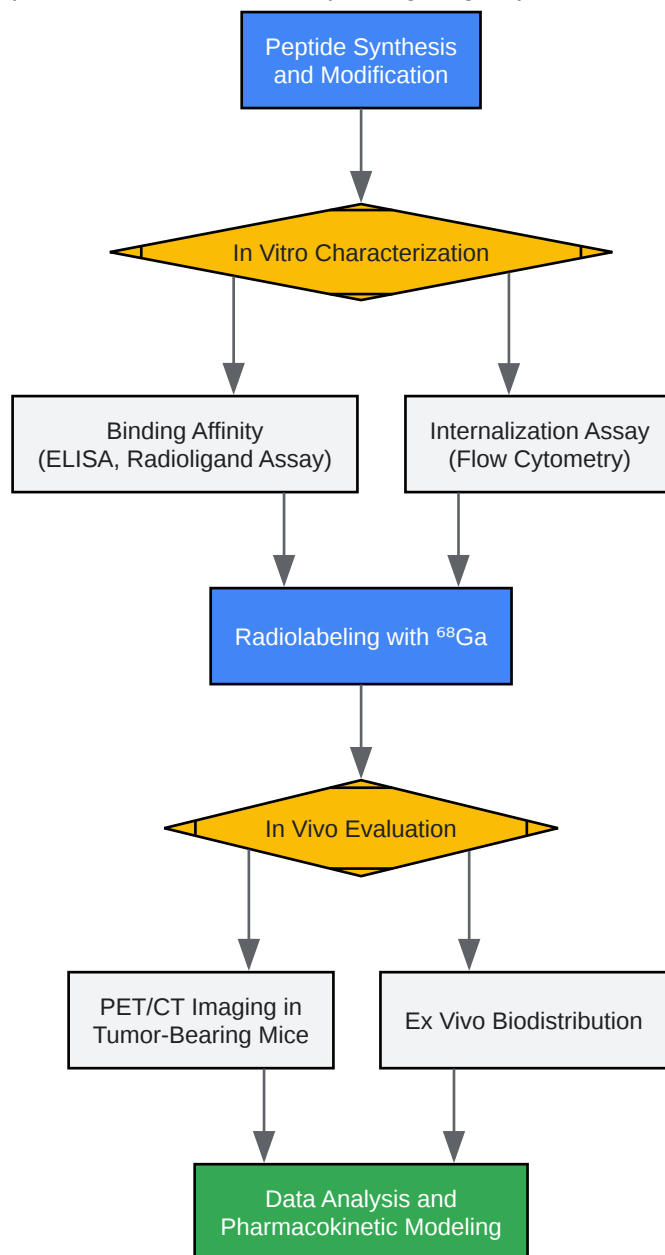 Peptide Synthesis
and Modification
In Vitro Characterization
Binding Affinity
(ELISA, Radioligand Assay)
Internalization Assay
(Flow Cytometry)
Radiolabeling with ⁶⁸Ga
In Vivo Evaluation
PET/CT Imaging in
Tumor-Bearing Mice
Ex Vivo Biodistribution
Data Analysis and
Pharmacokinetic Modeling